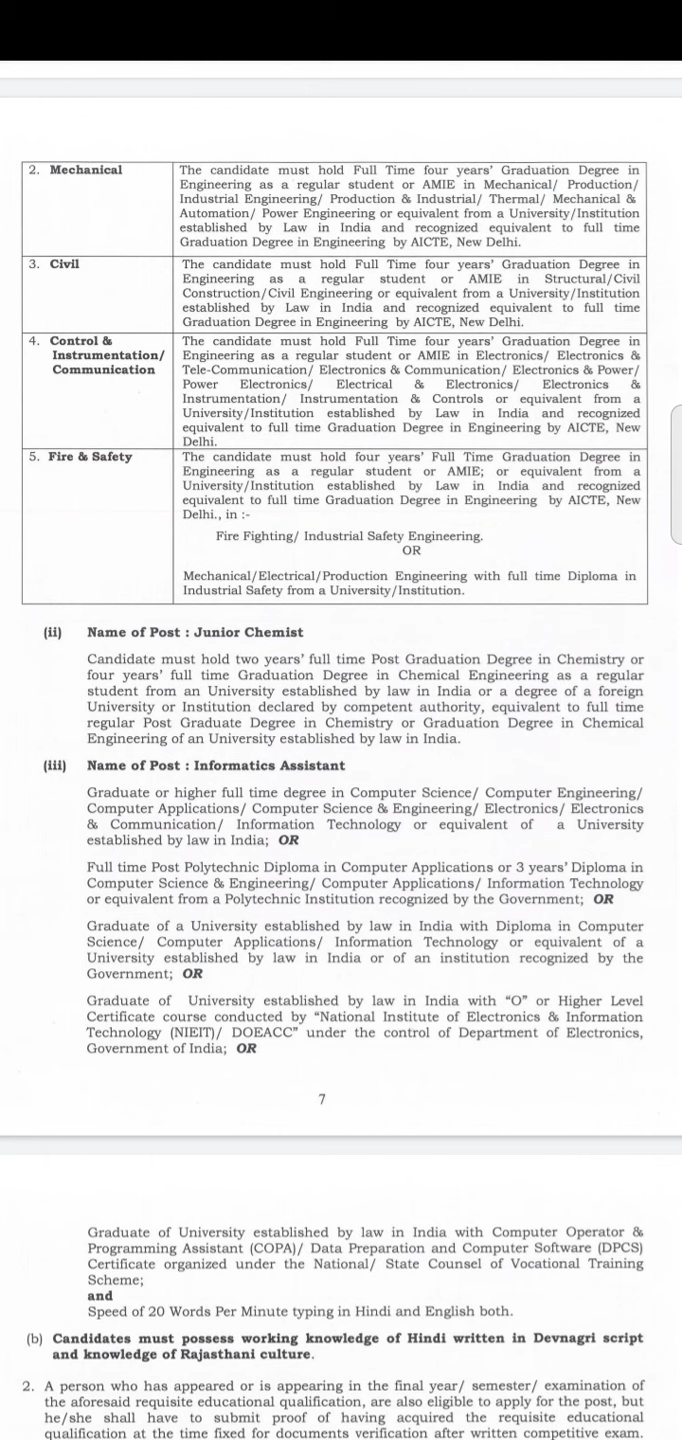 2. Mechanical
The candidate must hold Full Time four years' Graduation Degree in
Engineering as a regular student or AMIE in Mechanical/ Production/
Industrial Engineering/ Production & Industrial/ Thermal/ Mechanical &
Automation/ Power Engineering or equivalent from a University/Institution
established by Law in India and recognized equivalent to full time
Graduation Degree in Engineering by AICTE, New Delhi.
3. Civil
The candidate must hold Full Time four years' Graduation Degree in
Engineering as a regular student or AMIE in Structural/Civil
Construction/Civil Engineering or equivalent from a University/Institution
established by Law in India and recognized equivalent to full time
Graduation Degree in Engineering by AICTE, New Delhi.
4. Control &
Instrumentation/
Communication
The candidate must hold Full Time four years' Graduation Degree in
Engineering as a regular student or AMIE in Electronics/ Electronics &
Tele-Communication/ Electronics & Communication/ Electronics & Power/
Power Electronics/ Electrical & Electronics/ Electronics &
Instrumentation/ Instrumentation & Controls or equivalent from a
University/Institution established by Law in India and recognized
equivalent to full time Graduation Degree in Engineering by AICTE, New
Delhi.
5. Fire & Safety
The candidate must hold four years' Full Time Graduation Degree in
Engineering as a regular student or AMIE; or equivalent from a
University/Institution established by Law in India and recognized
equivalent to full time Graduation Degree in Engineering by AICTE, New
Delhi., in :-
Fire Fighting/ Industrial Safety Engineering.
OR
Mechanical/Electrical/Production Engineering with full time Diploma in
Industrial Safety from a University/Institution.
(ii) Name of Post : Junior Chemist
Candidate must hold two years' full time Post Graduation Degree in Chemistry or
four years' full time Graduation Degree in Chemical Engineering as a regular
student from an University established by law in India or a degree of a foreign
University or Institution declared by competent authority, equivalent to full time
regular Post Graduate Degree in Chemistry or Graduation Degree in Chemical
Engineering of an University established by law in India.
(iii) Name of Post : Informatics Assistant
Graduate or higher full time degree in Computer Science/ Computer Engineering/
Computer Applications/ Computer Science & Engineering/ Electronics/ Electronics
& Communication/ Information Technology or equivalent of a University
established by law in India; OR
Full time Post Polytechnic Diploma in Computer Applications or 3 years' Diploma in
Computer Science & Engineering/ Computer Applications/ Information Technology
or equivalent from a Polytechnic Institution recognized by the Government; OR
Graduate of a University established by law in India with Diploma in Computer
Science/ Computer Applications/ Information Technology or equivalent of a
University established by law in India or of an institution recognized by the
Government; OR
Graduate of University established by law in India with "O" or Higher Level
Certificate course conducted by "National Institute of Electronics & Information
Technology (NIEIT)/ DOEACC" under the control of Department of Electronics,
Government of India; OR
7
Graduate of University established by law in India with Computer Operator &
Programming Assistant (COPA)/ Data Preparation and Computer Software (DPCS)
Certificate organized under the National/ State Counsel of Vocational Training
Scheme;
and
Speed of 20 Words Per Minute typing in Hindi and English both.
(b) Candidates must possess working knowledge of Hindi written in Devnagri script
and knowledge of Rajasthani culture.
2. A person who has appeared or is appearing in the final year/ semester/ examination of
the aforesaid requisite educational qualification, are also eligible to apply for the post, but
he/she shall have to submit proof of having acquired the requisite educational
qualification at the time fixed for documents verification after written competitive exam.